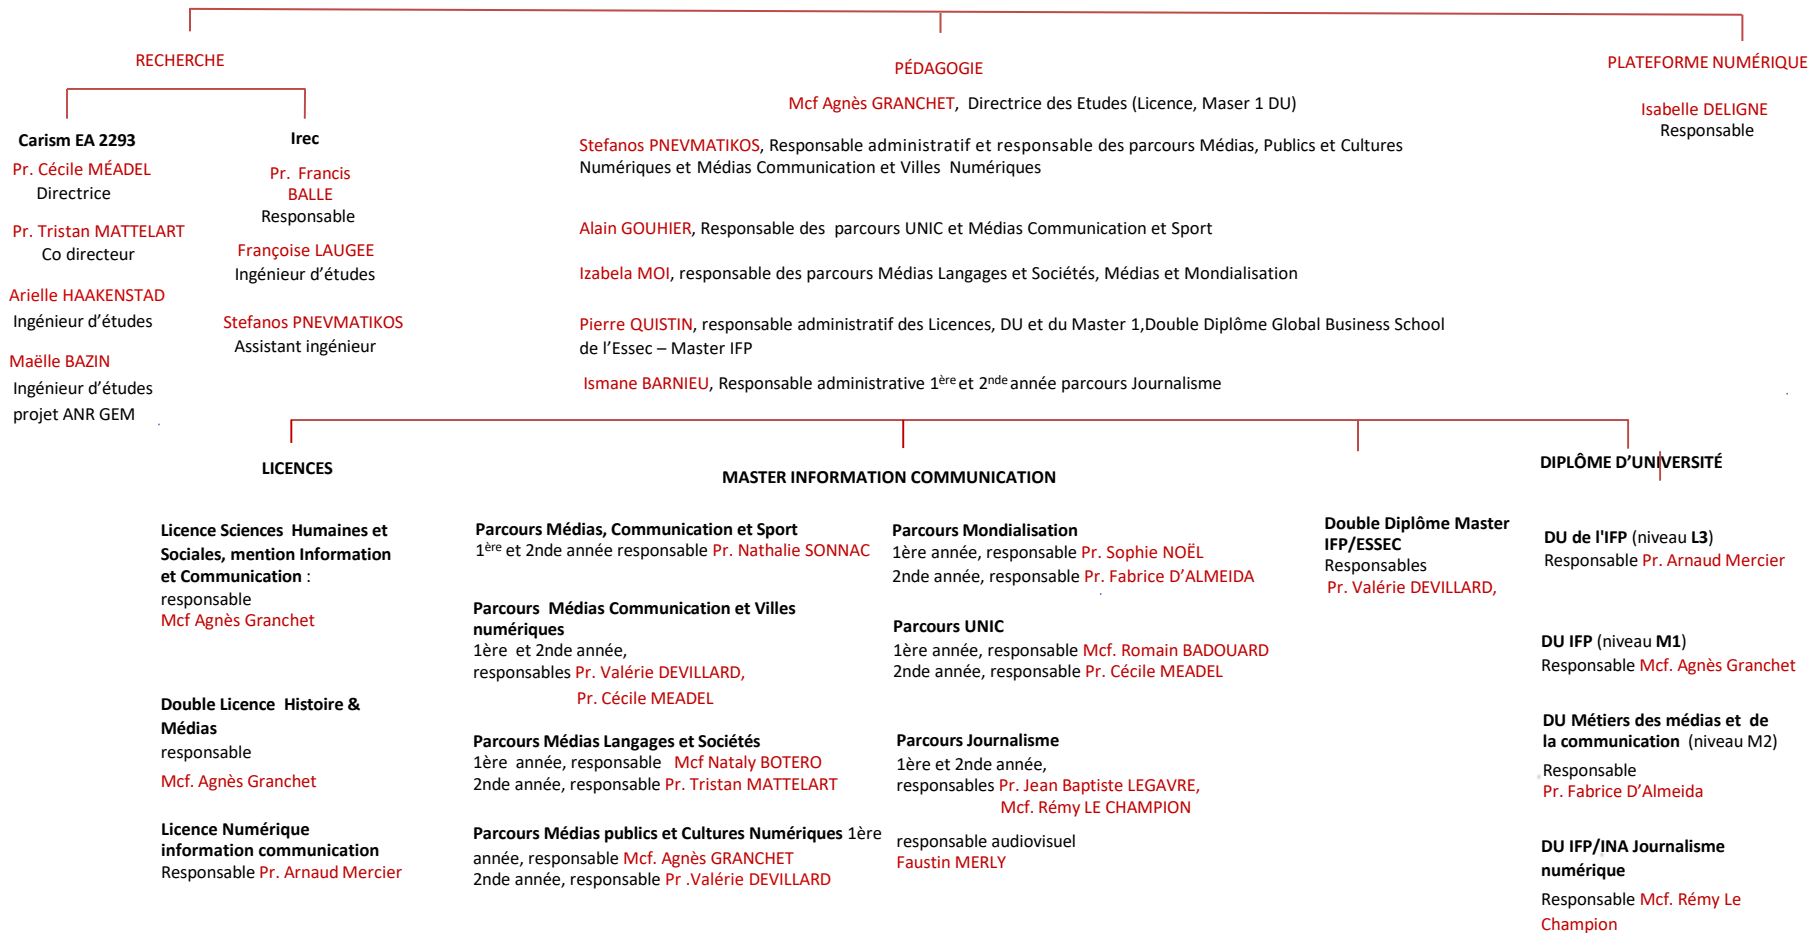 RECHERCHE
PÉDAGOGIE
PLATEFORME NUMÉRIQUE
Carism EA 2293
Pr. Cécile MÉADEL
Directrice
Pr. Tristan MATTELART
Co directeur
Arielle HAAKENSTAD
Ingénieur d’études
Maëlle BAZIN
Ingénieur d’études
projet ANR GEM
Irec
Pr. Francis
BALLE
Responsable
Françoise LAUGEE
Ingénieur d’études
Stefanos PNEVMATIKOS
Assistant ingénieur
Mcf Agnès GRANCHET, Directrice des Etudes (Licence, Maser 1 DU)
Stefanos PNEVMATIKOS, Responsable administratif et responsable des parcours Médias, Publics et Cultures
Numériques et Médias Communication et Villes Numériques
Alain GOUHIER, Responsable des parcours UNIC et Médias Communication et Sport
Izabela MOI, responsable des parcours Médias Langages et Sociétés, Médias et Mondialisation
Pierre QUISTIN, responsable administratif des Licences, DU et du Master 1,Double Diplôme Global Business School
de l’Essec – Master IFP
Ismane BARNIEU, Responsable administrative 1ère et 2nde année parcours Journalisme
Isabelle DELIGNE
Responsable
LICENCES
Licence Sciences Humaines et
Sociales, mention Information
et Communication :
responsable
Mcf Agnès Granchet
Double Licence Histoire &
Médias
responsable
Mcf. Agnès Granchet
Licence Numérique
information communication
Responsable Pr. Arnaud Mercier
MASTER INFORMATION COMMUNICATION
Parcours Médias, Communication et Sport
1ère et 2nde année responsable Pr. Nathalie SONNAC
Parcours Médias Communication et Villes
numériques
1ère et 2nde année,
responsables Pr. Valérie DEVILLARD,
Pr. Cécile MEADEL
Parcours Médias Langages et Sociétés
1ère année, responsable Mcf Nataly BOTERO
2nde année, responsable Pr. Tristan MATTELART
Parcours Médias publics et Cultures Numériques 1ère
année, responsable Mcf. Agnès GRANCHET
2nde année, responsable Pr .Valérie DEVILLARD
Parcours Mondialisation
1ère année, responsable Pr. Sophie NOËL
2nde année, responsable Pr. Fabrice D’ALMEIDA
Parcours UNIC
1ère année, responsable Mcf. Romain BADOUARD
2nde année, responsable Pr. Cécile MEADEL
Parcours Journalisme
1ère et 2nde année,
responsables Pr. Jean Baptiste LEGAVRE,
Mcf. Rémy LE CHAMPION
responsable audiovisuel
Faustin MERLY
Double Diplôme Master
IFP/ESSEC
Responsables
Pr. Valérie DEVILLARD,
DIPLÔME D’UNIVERSITÉ
DU de l'IFP (niveau L3)
Responsable Pr. Arnaud Mercier
DU IFP (niveau M1)
Responsable Mcf. Agnès Granchet
DU Métiers des médias et de
la communication (niveau M2)
Responsable
Pr. Fabrice D’Almeida
DU IFP/INA Journalisme
numérique
Responsable Mcf. Rémy Le
Champion